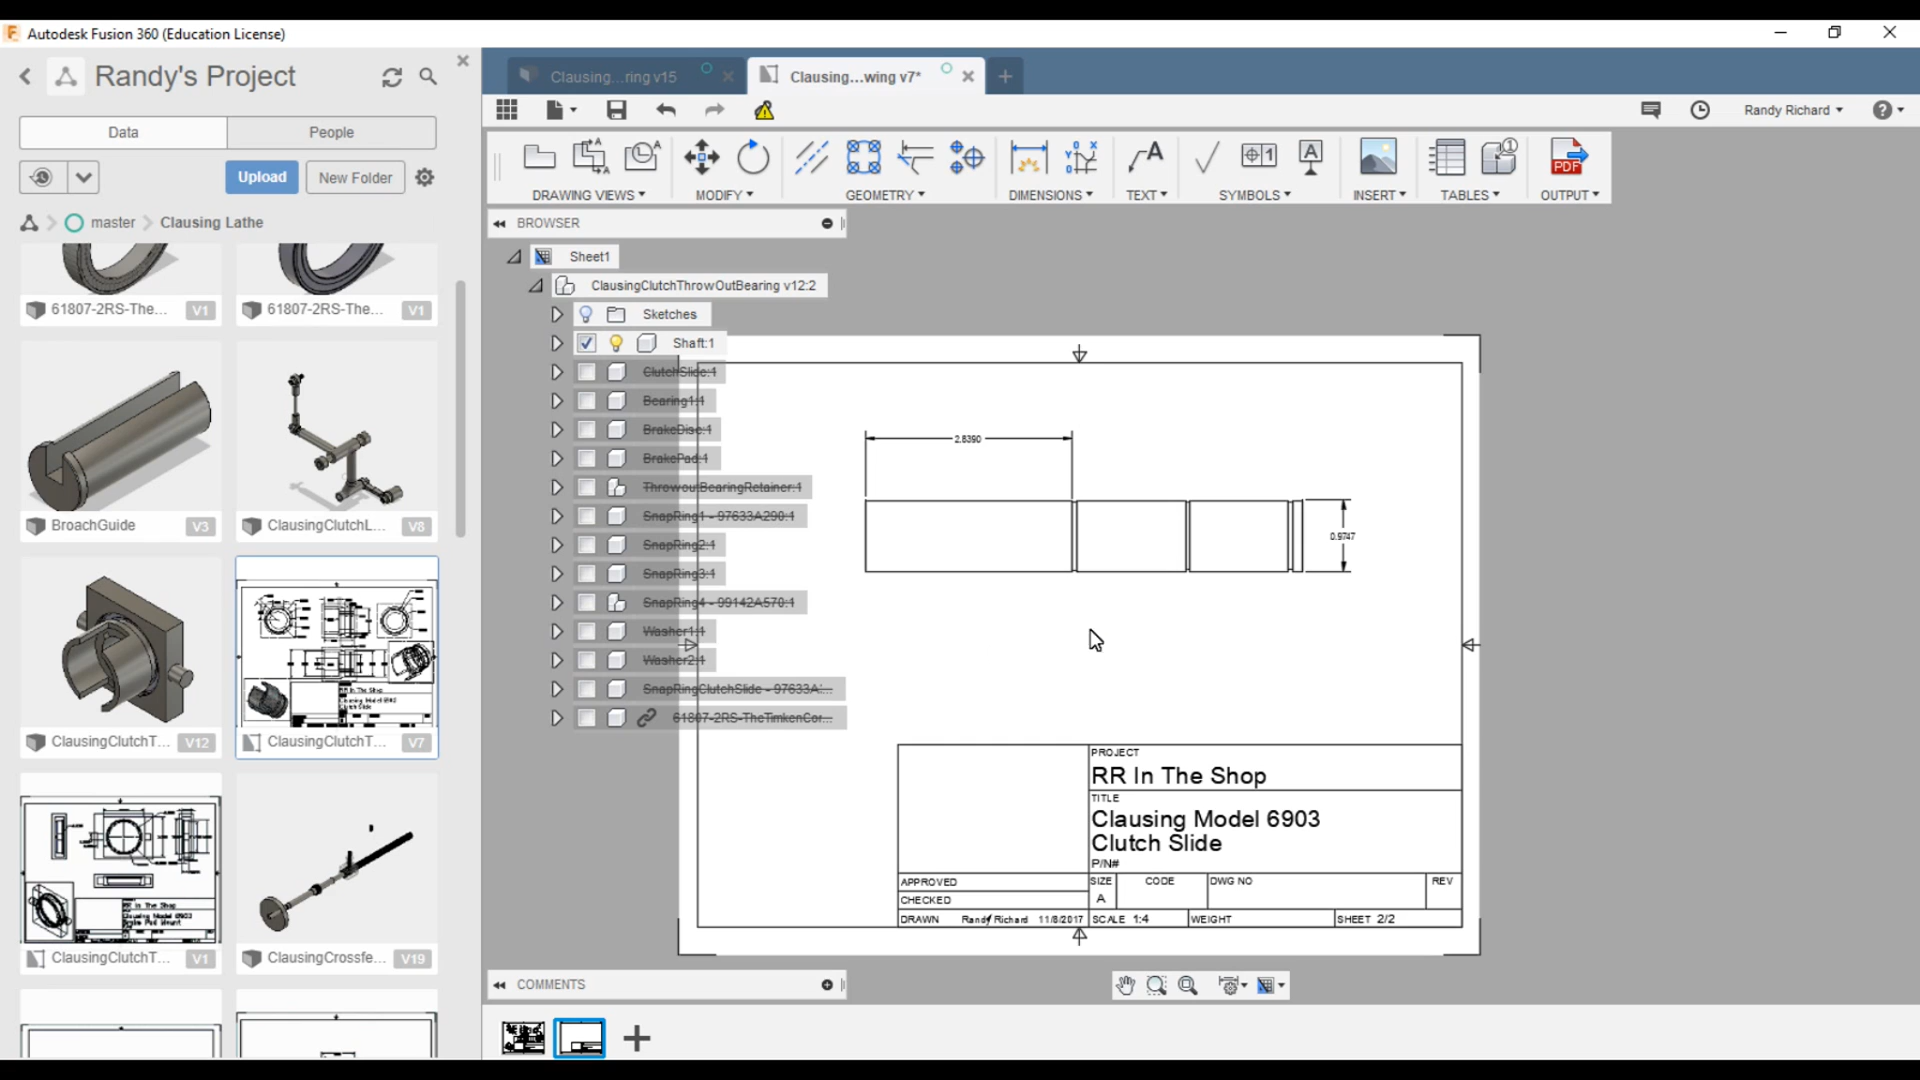 Autodesk Fusion 360 (Education License)
Randy's Project
Data
People
Upload
New Folder
master
Clausing Lathe
61807-2RS-The...
V1
61807-2RS-The...
V1
BroachGuide
V3
ClausingClutchL...
V8
ClausingClutchT...
V12
ClausingClutchT...
V7
ClausingClutchT...
V1
ClausingCrossfe...
V19
Clausing...ring v15
Clausing...wing v7*
Randy Richard
DRAWING VIEWS
MODIFY
GEOMETRY
DIMENSIONS
TEXT
SYMBOLS
INSERT
TABLES
PDF
OUTPUT
BROWSER
Sheet1
ClausingClutchThrowOutBearing v12:2
Sketches
Shaft:1
ClutchSlide:1
Bearing1:1
BrakeDisc:1
BrakePad:1
ThrowoutBearingRetainer:1
SnapRing1 - 97633A290:1
SnapRing2:1
SnapRing3:1
SnapRing4 - 99142A570:1
Washer1:1
Washer2:1
SnapRingClutchSlide - 97633A:...
61807-2RS-TheTimkenCor...
2.8390
0.9747
PROJECT
RR In The Shop
TITLE
Clausing Model 6903
Clutch Slide
P/N#
APPROVED
CHECKED
DRAWN Randy Richard 11/8/2017
SIZE
A
CODE
DWG NO
REV
SCALE 1:4
WEIGHT
SHEET 2/2
COMMENTS